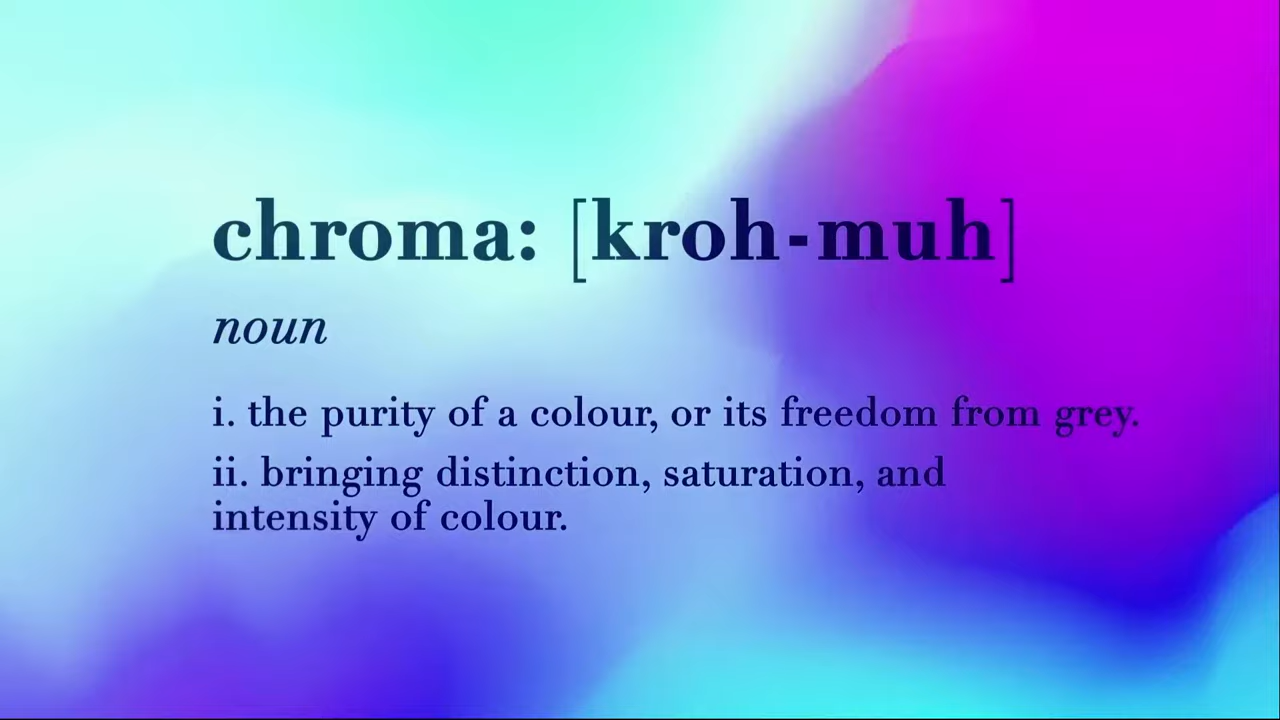 chroma: [kroh-muh]
noun
i. the purity of a colour, or its freedom from grey.
ii. bringing distinction, saturation, and
intensity of colour.